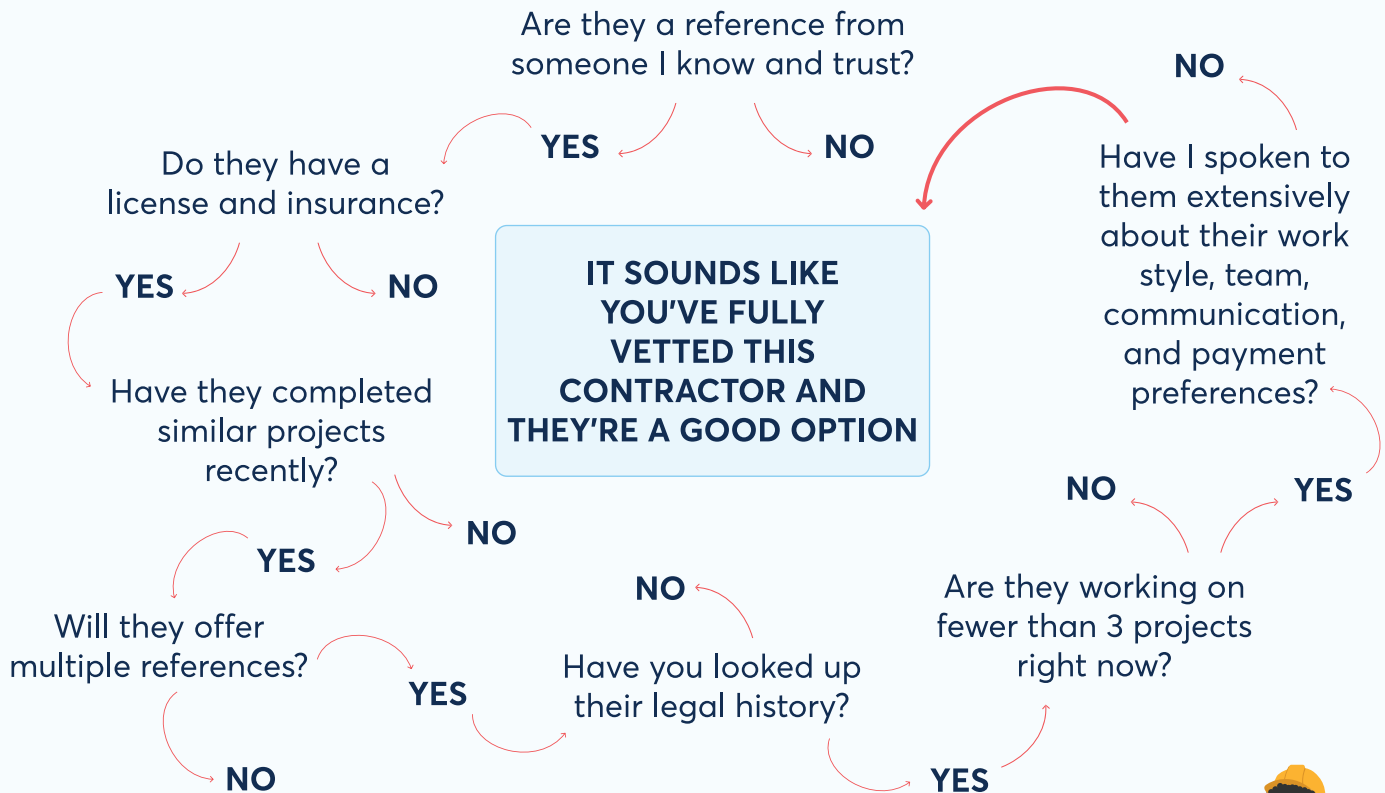 Are they a reference from
someone I know and trust?
YES
NO
Do they have a
license and insurance?
YES
NO
Have they completed
similar projects
recently?
YES
NO
Will they offer
multiple references?
YES
NO
Have you looked up
their legal history?
NO
YES
Are they working on
fewer than 3 projects
right now?
NO
YES
Have I spoken to
them extensively
about their work
style, team,
communication,
and payment
preferences?
NO
IT SOUNDS LIKE
YOU'VE FULLY
VETTED THIS
CONTRACTOR AND
THEY'RE A GOOD OPTION